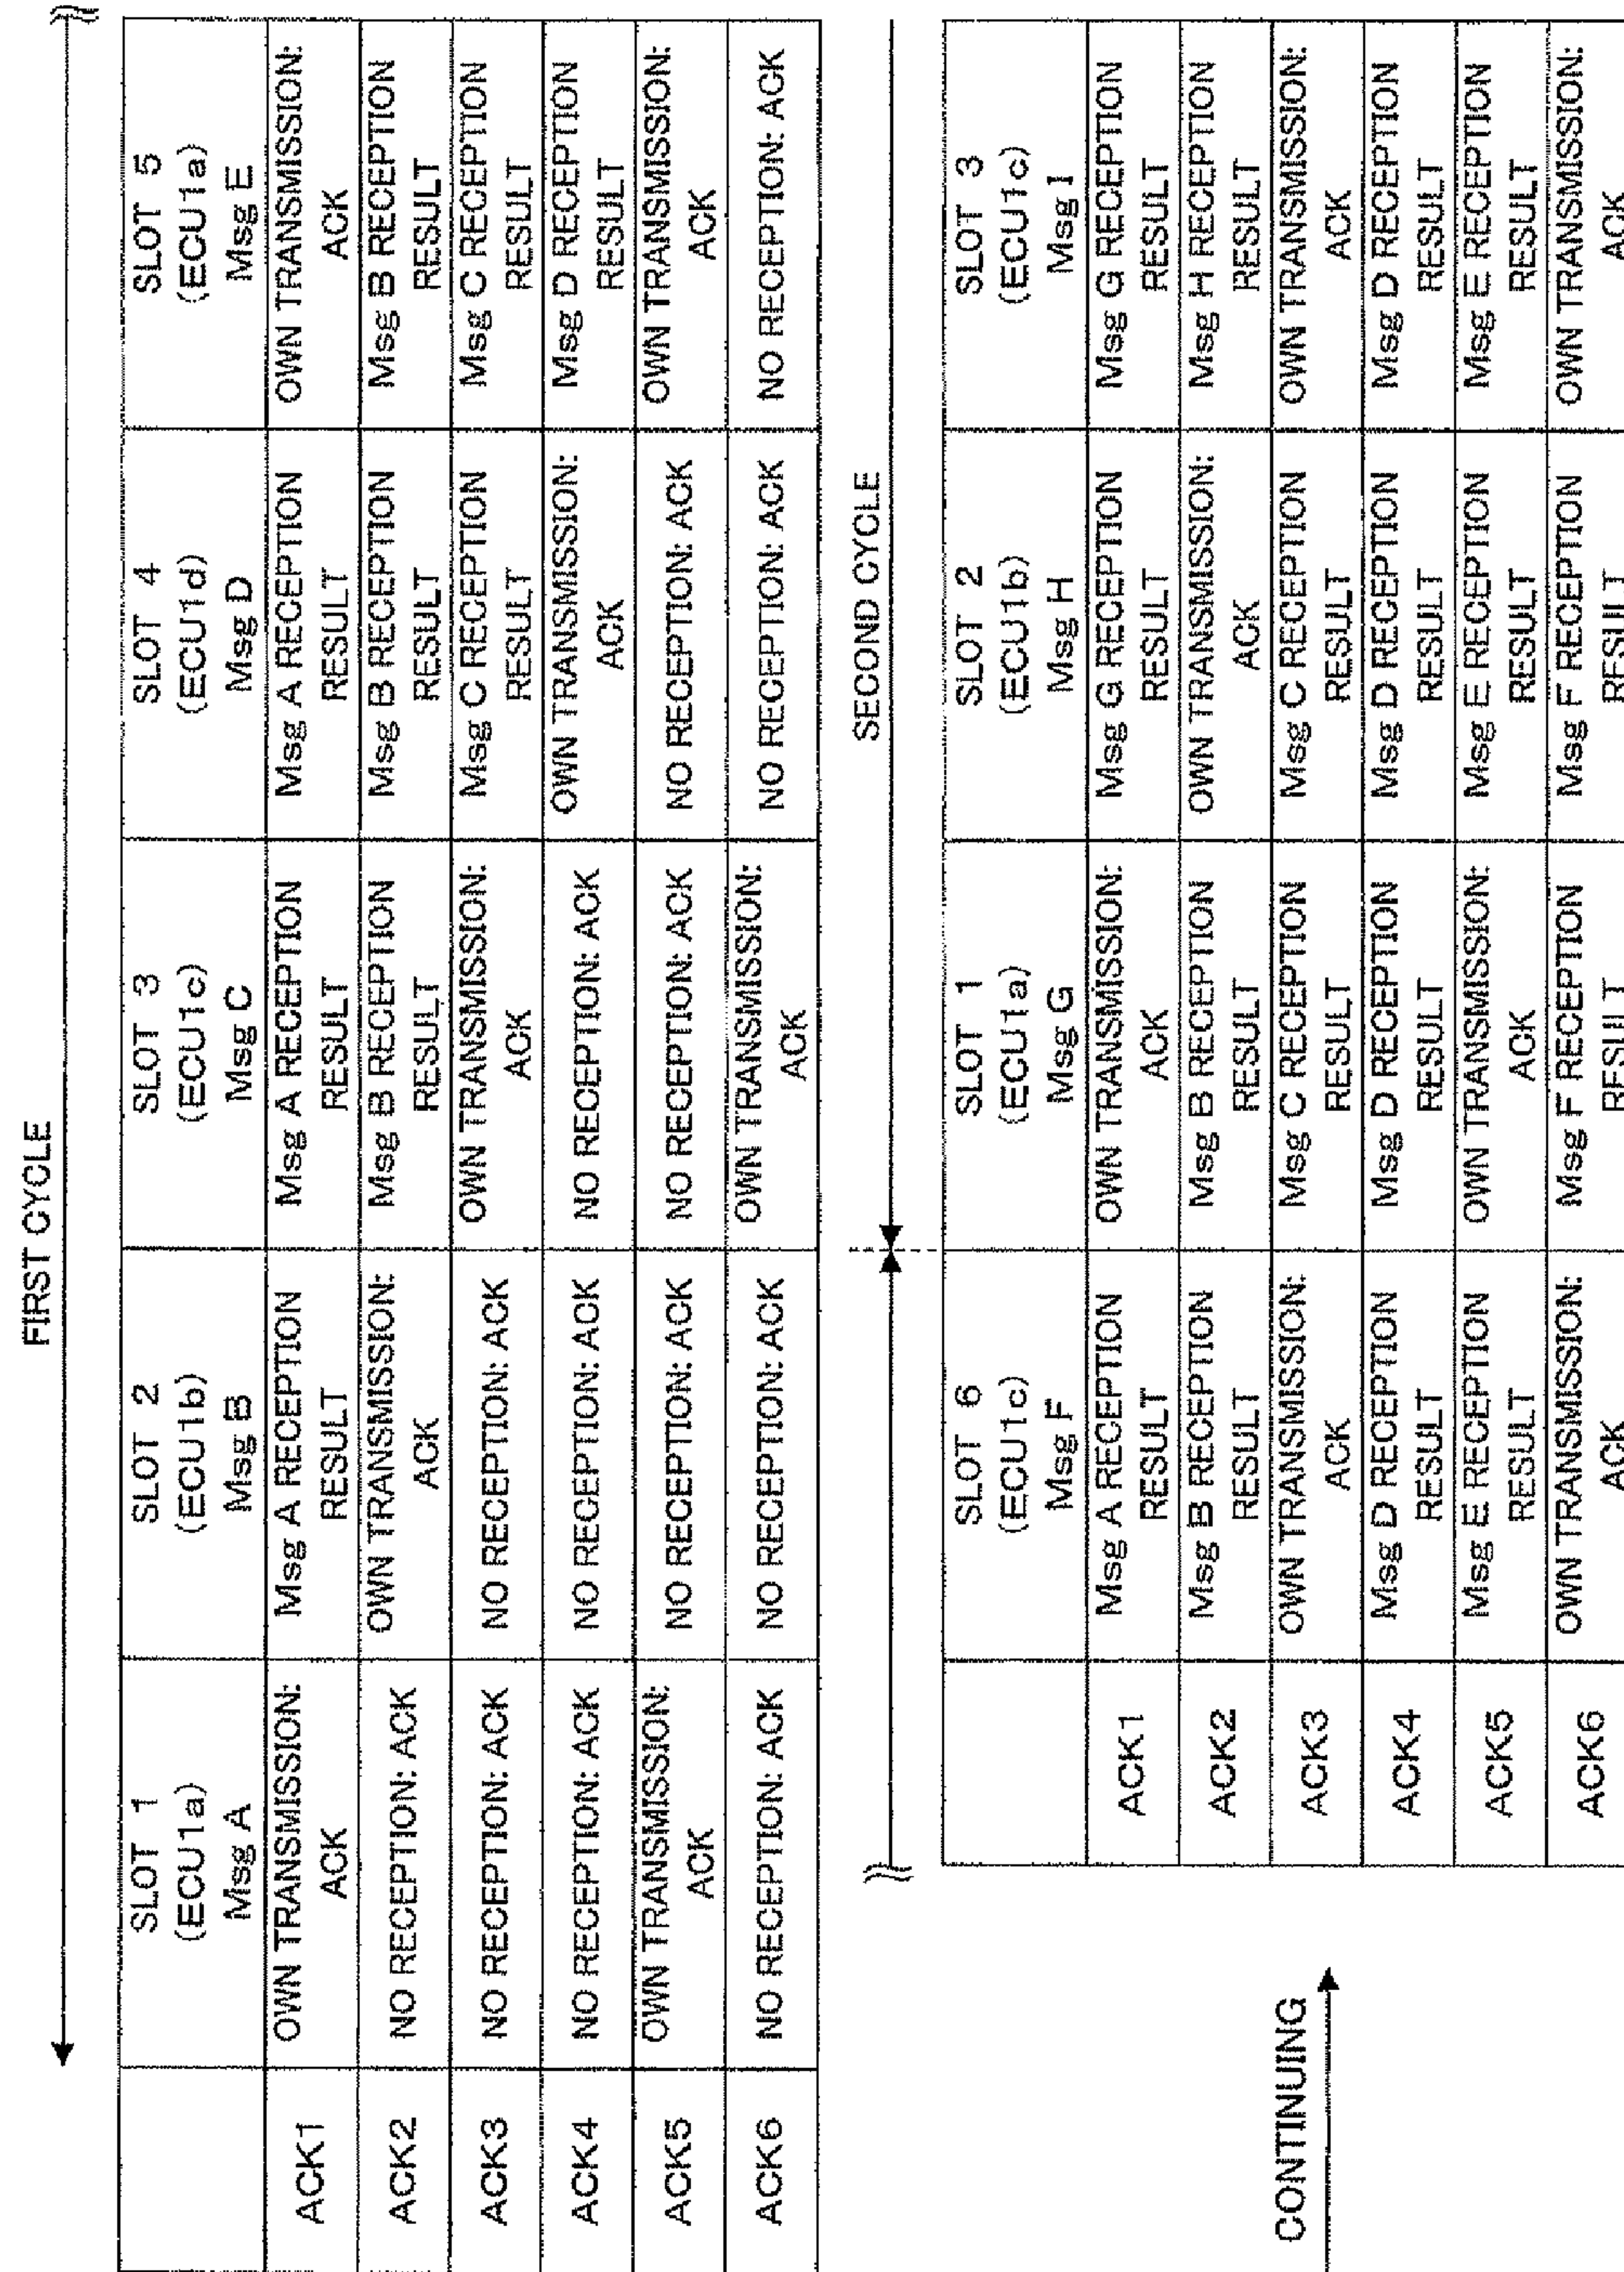 FIRST CYCLE
SLOT 1
(ECU1a)
Msg A
SLOT 2
(ECU1b)
Msg B
SLOT 3
(ECU1c)
Msg C
SLOT 4
(ECU1d)
Msg D
SLOT 5
(ECU1a)
Msg E
ACK1
OWN TRANSMISSION:
ACK
Msg A RECEPTION
RESULT
Msg A RECEPTION
RESULT
Msg A RECEPTION
RESULT
OWN TRANSMISSION:
ACK
ACK2
NO RECEPTION: ACK
OWN TRANSMISSION:
ACK
Msg B RECEPTION
RESULT
Msg B RECEPTION
RESULT
Msg B RECEPTION
RESULT
ACK3
NO RECEPTION: ACK
NO RECEPTION: ACK
OWN TRANSMISSION:
ACK
Msg C RECEPTION
RESULT
Msg C RECEPTION
RESULT
ACK4
NO RECEPTION: ACK
NO RECEPTION: ACK
NO RECEPTION: ACK
OWN TRANSMISSION:
ACK
Msg D RECEPTION
RESULT
ACK5
OWN TRANSMISSION:
ACK
NO RECEPTION: ACK
NO RECEPTION: ACK
NO RECEPTION: ACK
OWN TRANSMISSION:
ACK
ACK6
NO RECEPTION: ACK
NO RECEPTION: ACK
OWN TRANSMISSION:
ACK
NO RECEPTION: ACK
NO RECEPTION: ACK
SECOND CYCLE
CONTINUING
SLOT 6
(ECU1c)
Msg F
SLOT 1
(ECU1a)
Msg G
SLOT 2
(ECU1b)
Msg H
SLOT 3
(ECU1c)
Msg I
ACK1
Msg A RECEPTION
RESULT
OWN TRANSMISSION:
ACK
Msg G RECEPTION
RESULT
Msg G RECEPTION
RESULT
ACK2
Msg B RECEPTION
RESULT
Msg B RECEPTION
RESULT
OWN TRANSMISSION:
ACK
Msg H RECEPTION
RESULT
ACK3
OWN TRANSMISSION:
ACK
Msg C RECEPTION
RESULT
Msg C RECEPTION
RESULT
OWN TRANSMISSION:
ACK
ACK4
Msg D RECEPTION
RESULT
Msg D RECEPTION
RESULT
Msg D RECEPTION
RESULT
Msg D RECEPTION
RESULT
ACK5
Msg E RECEPTION
RESULT
OWN TRANSMISSION:
ACK
Msg E RECEPTION
RESULT
Msg E RECEPTION
RESULT
ACK6
OWN TRANSMISSION:
ACK
Msg F RECEPTION
RESULT
Msg F RECEPTION
RESULT
OWN TRANSMISSION:
ACK